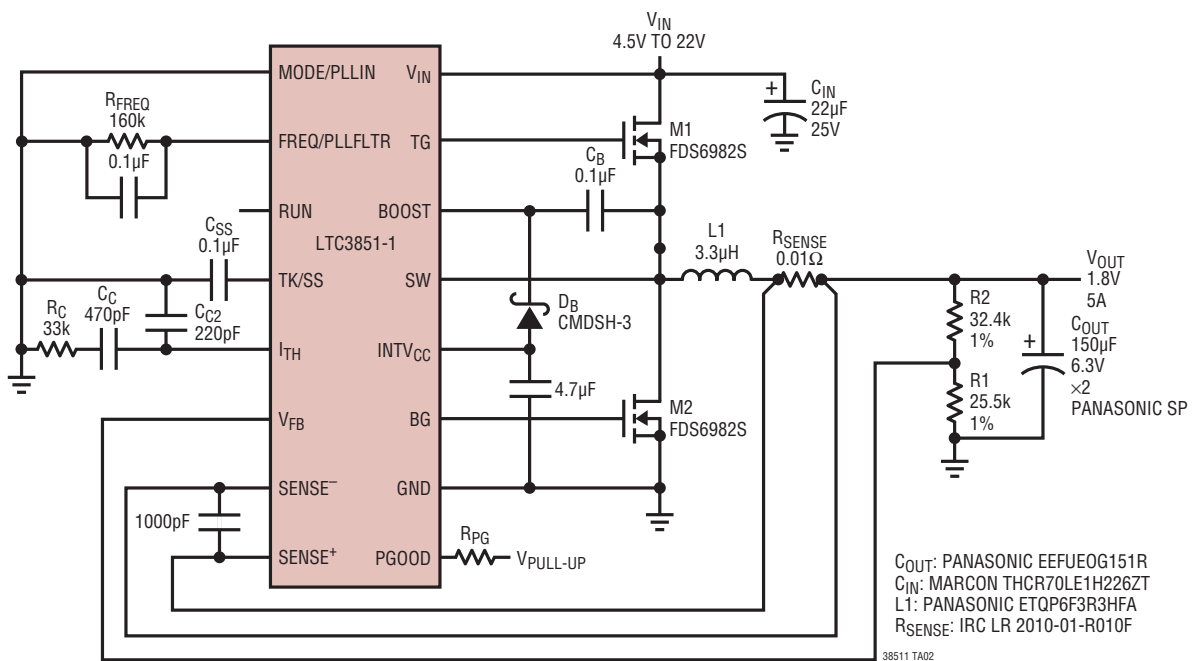 VIN
4.5V TO 22V
MODE/PLLIN
VIN
CIN
22µF
25V
RFREQ
160k
0.1µF
FREQ/PLLFLTR
TG
M1
FDS6982S
CB
0.1µF
RUN
BOOST
LTC3851-1
CSS
0.1µF
TK/SS
SW
L1
3.3µH
RSENSE
0.01Ω
VOUT
1.8V
5A
RC
33k
CC
470pF
CC2
220pF
ITH
INTVCC
DB
CMDSH-3
4.7µF
R2
32.4k
1%
COUT
150µF
6.3V
×2
PANASONIC SP
R1
25.5k
1%
VFB
BG
M2
FDS6982S
SENSE–
GND
1000pF
SENSE+
PGOOD
RPG
VPULL-UP
COUT: PANASONIC EEFUEOG151R
CIN: MARCON THCR70LE1H226ZT
L1: PANASONIC ETQP6F3R3HFA
RSENSE: IRC LR 2010-01-R010F
38511 TA02